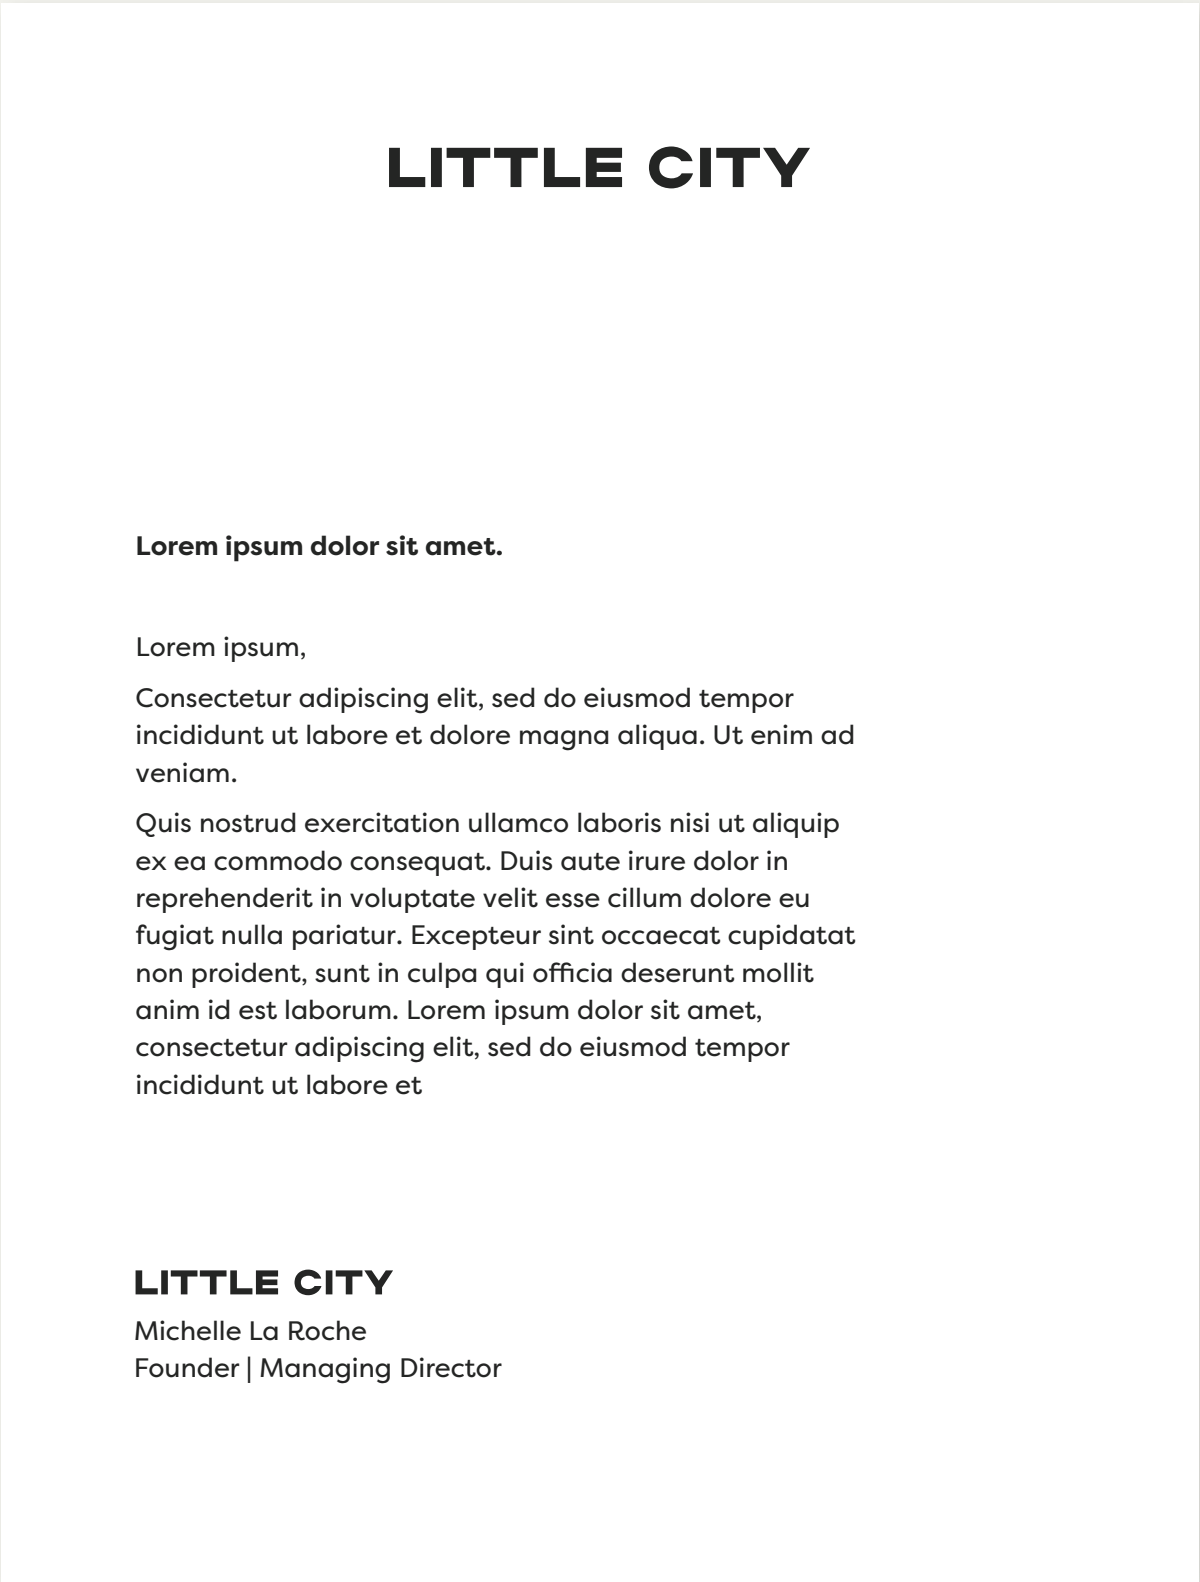 LITTLE CITY
Lorem ipsum dolor sit amet.
Lorem ipsum,
Consectetur adipiscing elit, sed do eiusmod tempor
incididunt ut labore et dolore magna aliqua. Ut enim ad
veniam.
Quis nostrud exercitation ullamco laboris nisi ut aliquip
ex ea commodo consequat. Duis aute irure dolor in
reprehenderit in voluptate velit esse cillum dolore eu
fugiat nulla pariatur. Excepteur sint occaecat cupidatat
non proident, sunt in culpa qui officia deserunt mollit
anim id est laborum. Lorem ipsum dolor sit amet,
consectetur adipiscing elit, sed do eiusmod tempor
incididunt ut labore et
LITTLE CITY
Michelle La Roche
Founder | Managing Director